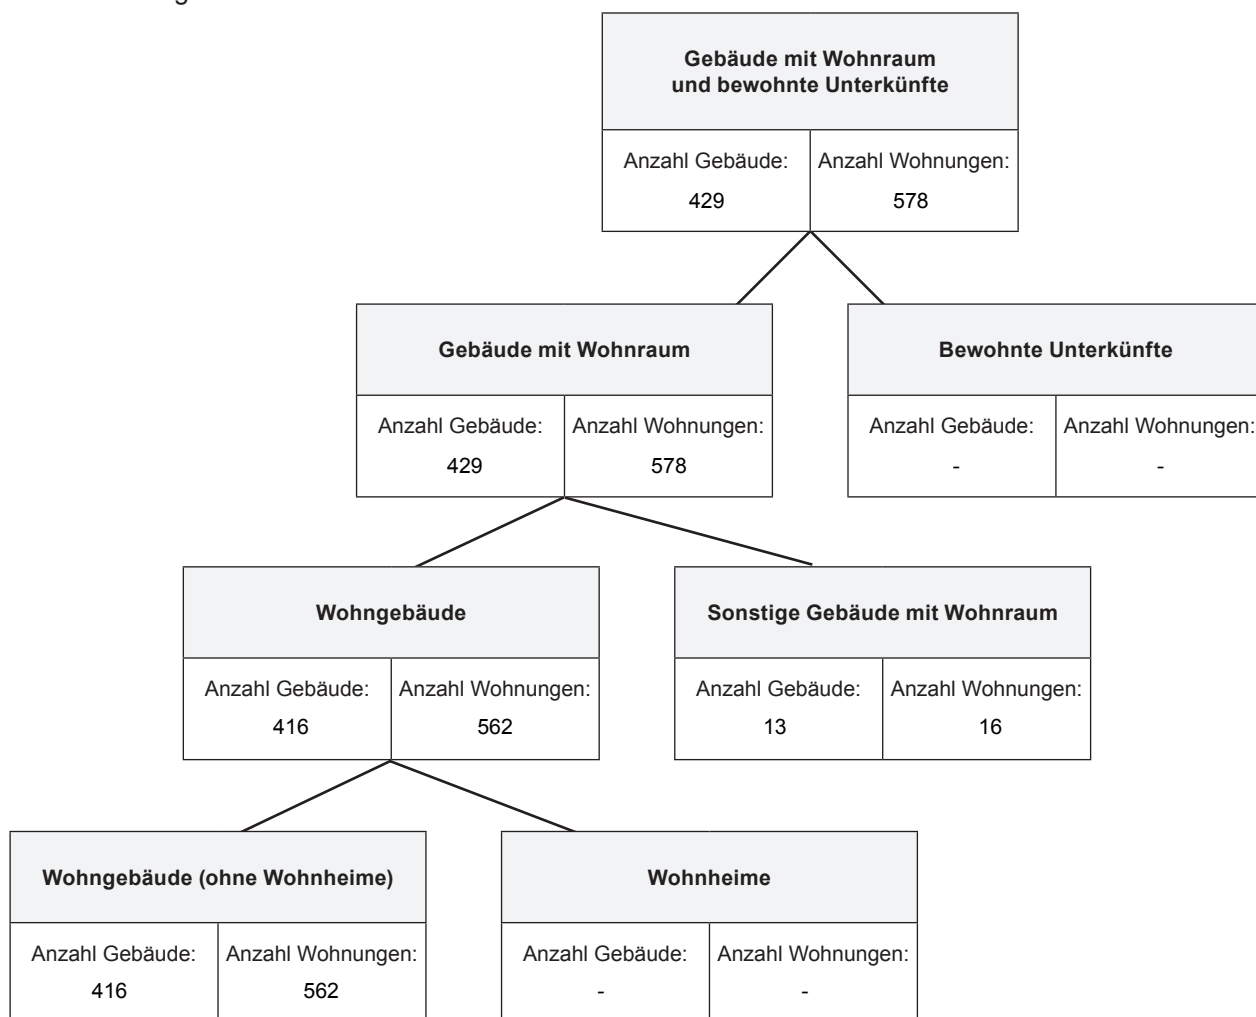 Gebäude mit Wohnraum
und bewohnte Unterkünfte
Anzahl Gebäude: Anzahl Wohnungen:
429 578
Gebäude mit Wohnraum
Anzahl Gebäude: Anzahl Wohnungen:
429 578
Bewohnte Unterkünfte
Anzahl Gebäude: Anzahl Wohnungen:
- -
Wohngebäude
Anzahl Gebäude: Anzahl Wohnungen:
416 562
Sonstige Gebäude mit Wohnraum
Anzahl Gebäude: Anzahl Wohnungen:
13 16
Wohngebäude (ohne Wohnheime)
Anzahl Gebäude: Anzahl Wohnungen:
416 562
Wohnheime
Anzahl Gebäude: Anzahl Wohnungen:
- -